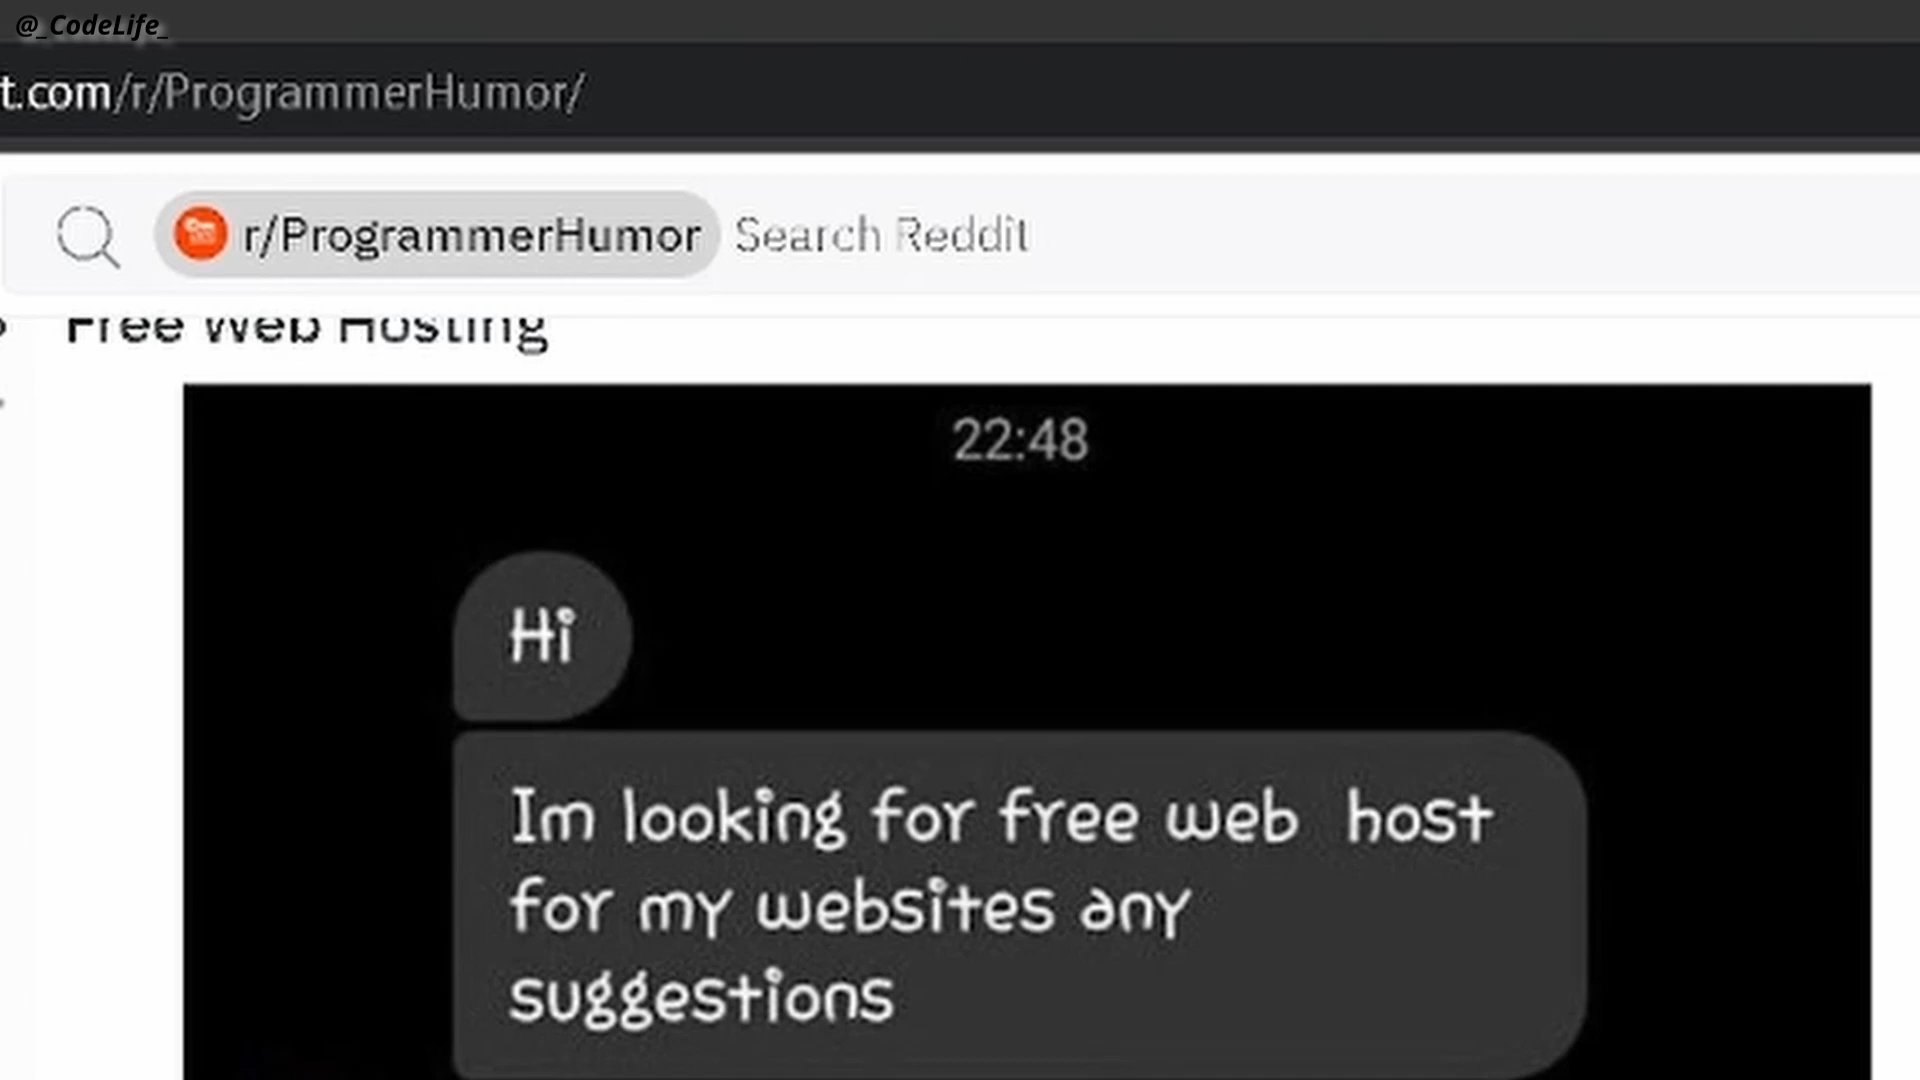 @_CodeLife_
t.com/r/ProgrammerHumor/
r/ProgrammerHumor Search Reddit
Free Web Hosting
22:48
Hi
Im looking for free web host
for my websites any
suggestions